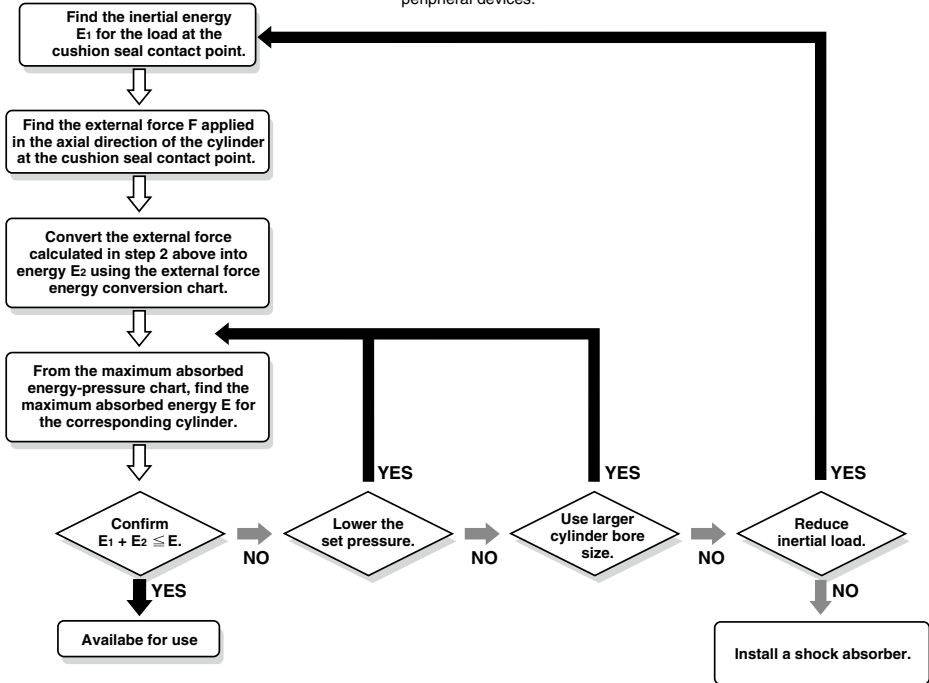 peripheral devices.
Find the inertial energy
E1 for the load at the
cushion seal contact point.
Find the external force F applied
in the axial direction of the cylinder
at the cushion seal contact point.
Convert the external force
calculated in step 2 above into
energy E2 using the external force
energy conversion chart.
From the maximum absorbed
energy-pressure chart, find the
maximum absorbed energy E for
the corresponding cylinder.
YES
YES
YES
Confirm
E1 + E2 ≦ E.
NO
Lower the
set pressure.
NO
Use larger
cylinder bore
size.
NO
Reduce
inertial load.
YES
NO
Availabe for use
Install a shock absorber.